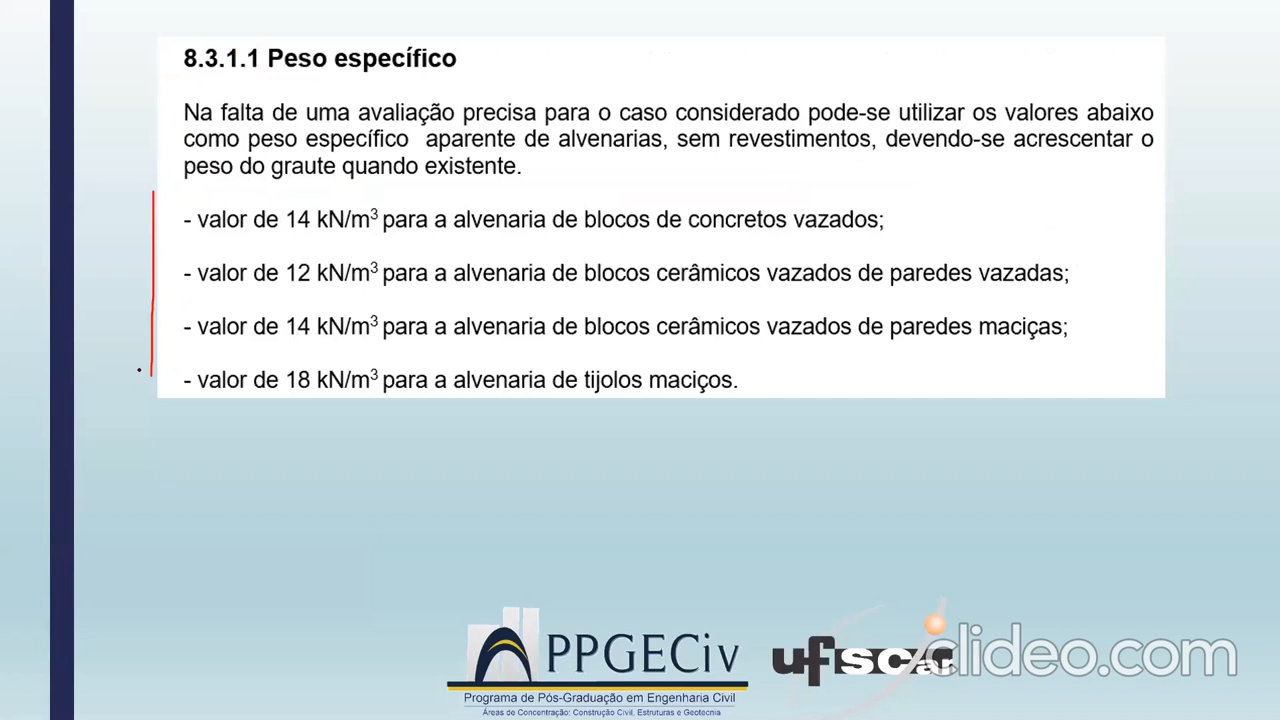 8.3.1.1 Peso específico
Na falta de uma avaliação precisa para o caso considerado pode-se utilizar os valores abaixo
como peso específico aparente de alvenarias, sem revestimentos, devendo-se acrescentar o
peso do graute quando existente.
- valor de 14 kN/m³ para a alvenaria de blocos de concretos vazados;
- valor de 12 kN/m³ para a alvenaria de blocos cerâmicos vazados de paredes vazadas;
- valor de 14 kN/m³ para a alvenaria de blocos cerâmicos vazados de paredes maciças;
- valor de 18 kN/m³ para a alvenaria de tijolos maciços.
PPGECiv
Programa de Pós-Graduação em Engenharia Civil
Áreas de Concentração: Construção Civil, Estruturas e Geotecnia
ufscar
clideo.com